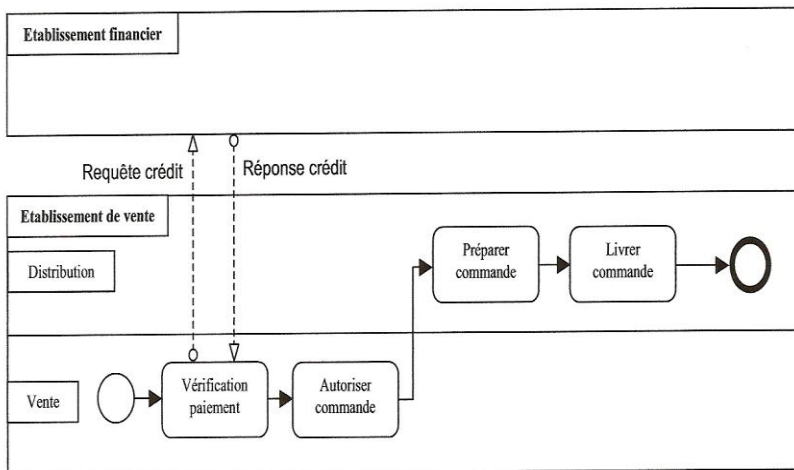 Etablissement financier
Requête crédit
Réponse crédit
Etablissement de vente
Distribution
Préparer
commande
Livrer
commande
Vente
Vérification
paiement
Autoriser
commande